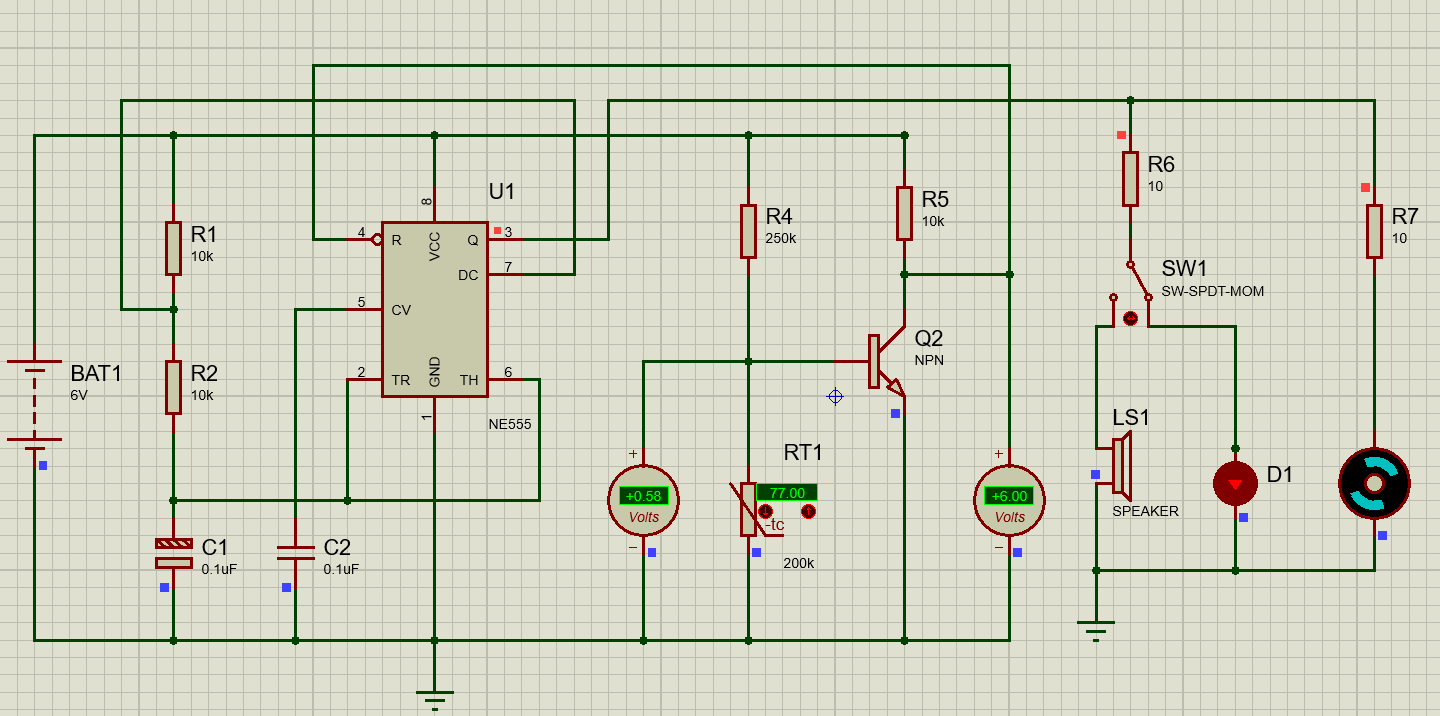 U1
R1
10k
R2
10k
BAT1
6V
C1
0.1uF
C2
0.1uF
4
R
8
VCC
Q
3
DC
7
5
CV
2
TR
GND
1
TH
6
NE555
R4
250k
R5
10k
Q2
NPN
+
+0.58
Volts
−
RT1
77.00
-tc
200k
+
+6.00
Volts
−
R6
10
SW1
SW-SPDT-MOM
LS1
SPEAKER
D1
R7
10